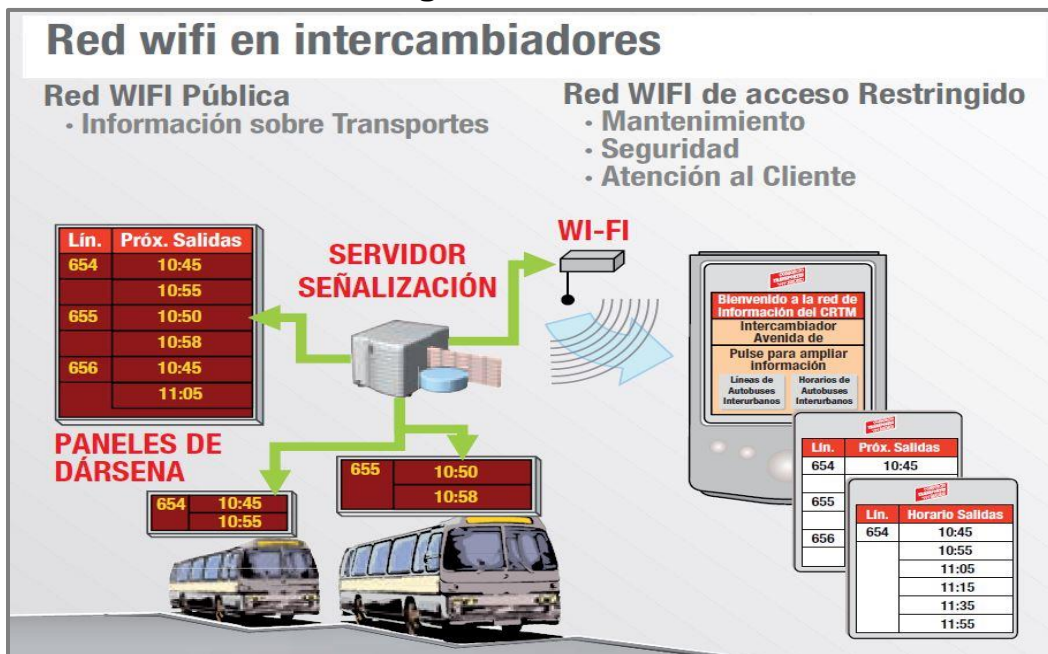 Red wifi en intercambiadores
Red WIFI Pública
· Información sobre Transportes
Red WIFI de acceso Restringido
· Mantenimiento
· Seguridad
· Atención al Cliente
Lín. Próx. Salidas
654 10:45
10:55
655 10:50
10:58
656 10:45
11:05
PANELES DE
DÁRSENA
SERVIDOR
SEÑALIZACIÓN
WI-FI
654 10:45
10:55
655 10:50
10:58
Bienvenido a la red de
Información del CRTM
Intercambiador
Avenida de
Pulse para ampliar
información
Líneas de
Autobuses
Interurbanos
Horarios de
Autobuses
Interurbanos
Lín. Próx. Salidas
654 10:45
655
656
Lín. Horario Salidas
654 10:45
10:55
11:05
11:15
11:35
11:55